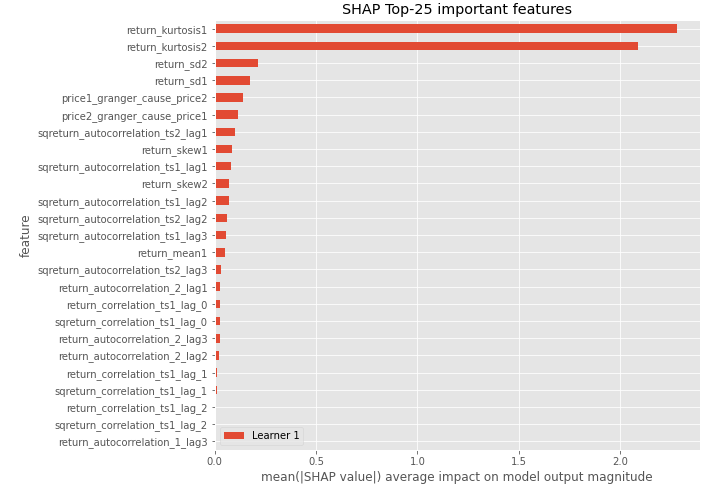 SHAP Top-25 important features
return_kurtosis1
return_kurtosis2
return_sd2
return_sd1
price1_granger_cause_price2
price2_granger_cause_price1
sqreturn_autocorrelation_ts2_lag1
return_skew1
sqreturn_autocorrelation_ts1_lag1
return_skew2
sqreturn_autocorrelation_ts1_lag2
sqreturn_autocorrelation_ts2_lag2
sqreturn_autocorrelation_ts1_lag3
return_mean1
sqreturn_autocorrelation_ts2_lag3
return_autocorrelation_2_lag1
return_correlation_ts1_lag_0
sqreturn_correlation_ts1_lag_0
return_autocorrelation_2_lag3
return_autocorrelation_2_lag2
return_correlation_ts1_lag_1
sqreturn_correlation_ts1_lag_1
return_correlation_ts1_lag_2
sqreturn_correlation_ts1_lag_2
return_autocorrelation_1_lag3
feature
Learner 1
0.0 0.5 1.0 1.5 2.0
mean(|SHAP value|) average impact on model output magnitude